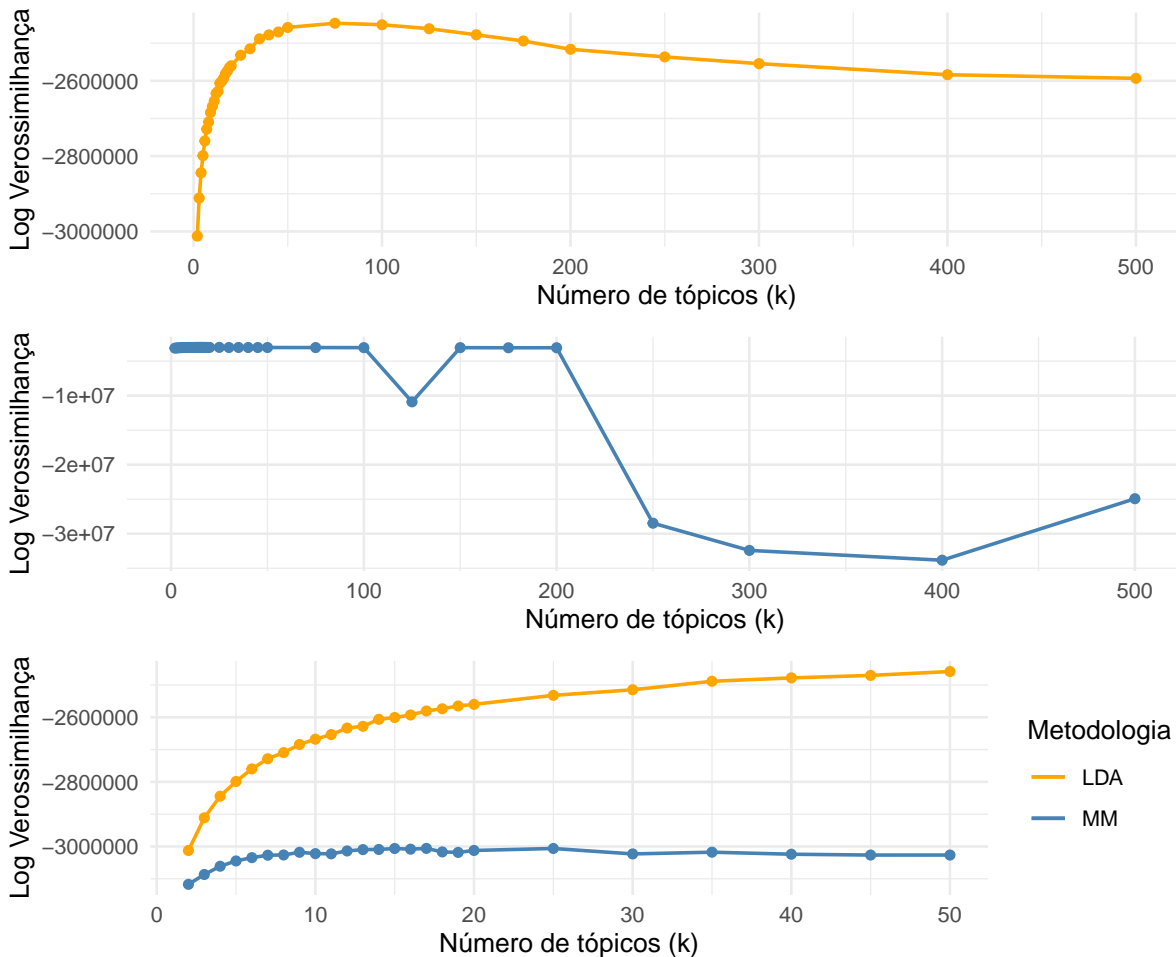 Log Verossimilhança
−2600000
−2800000
−3000000
0 100 200 300 400 500
Número de tópicos (k)
Log Verossimilhança
−1e+07
−2e+07
−3e+07
0 100 200 300 400 500
Número de tópicos (k)
Log Verossimilhança
−2600000
−2800000
−3000000
0 10 20 30 40 50
Número de tópicos (k)
Metodologia
LDA
MM